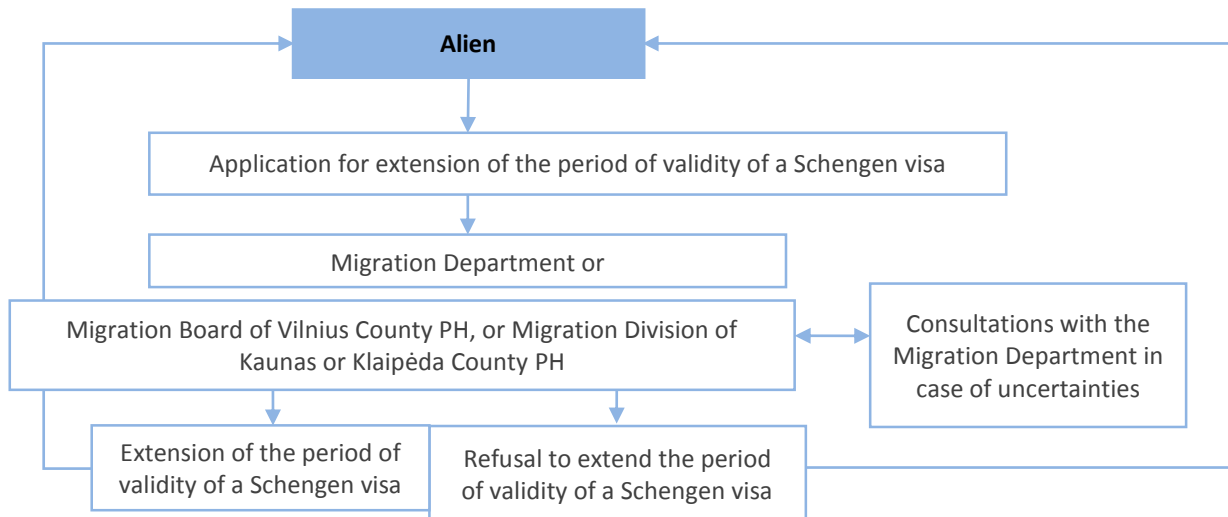 Alien
Application for extension of the period of validity of a Schengen visa
Migration Department or
Migration Board of Vilnius County PH, or Migration Division of
Kaunas or Klaipėda County PH
Consultations with the
Migration Department in
case of uncertainties
Extension of the period of
validity of a Schengen visa
Refusal to extend the period
of validity of a Schengen visa